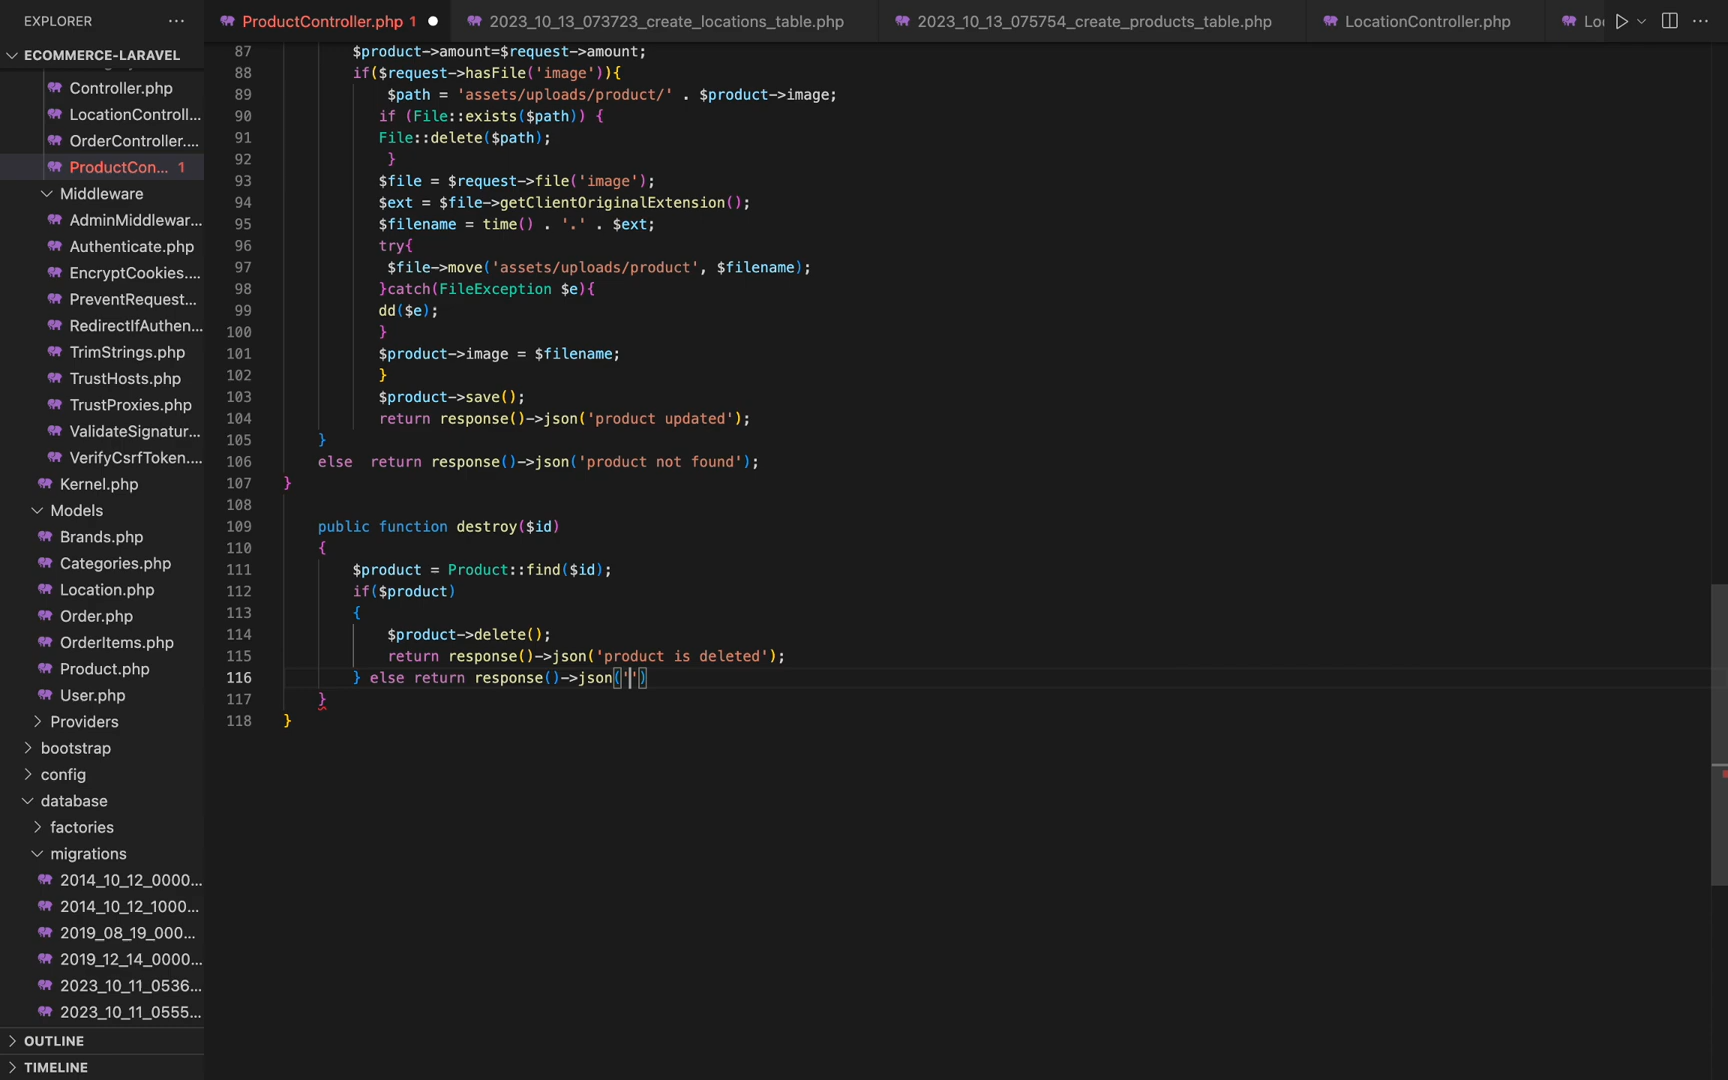 EXPLORER ···
ECOMMERCE-LARAVEL
Controller.php
LocationControll...
OrderController....
ProductCon... 1
Middleware
AdminMiddlewar...
Authenticate.php
EncryptCookies....
PreventRequest...
RedirectIfAuthen...
TrimStrings.php
TrustHosts.php
TrustProxies.php
ValidateSignatur...
VerifyCsrfToken....
Kernel.php
Models
Brands.php
Categories.php
Location.php
Order.php
OrderItems.php
Product.php
User.php
Providers
bootstrap
config
database
factories
migrations
2014_10_12_0000...
2014_10_12_1000...
2019_08_19_000...
2019_12_14_0000...
2023_10_11_0536...
2023_10_11_0555...
OUTLINE
TIMELINE
ProductController.php 1 2023_10_13_073723_create_locations_table.php 2023_10_13_075754_create_products_table.php LocationController.php ···
87 $product->amount=$request->amount;
88 if($request->hasFile('image')){
89 $path = 'assets/uploads/product/' . $product->image;
90 if (File::exists($path)) {
91 File::delete($path);
92 }
93 $file = $request->file('image');
94 $ext = $file->getClientOriginalExtension();
95 $filename = time() . '.' . $ext;
96 try{
97 $file->move('assets/uploads/product', $filename);
98 }catch(FileException $e){
99 dd($e);
100 }
101 $product->image = $filename;
102 }
103 $product->save();
104 return response()->json('product updated');
105 }
106 else  return response()->json('product not found');
107 }
108
109 public function destroy($id)
110 {
111 $product = Product::find($id);
112 if($product)
113 {
114 $product->delete();
115 return response()->json('product is deleted');
116 } else return response()->json('')
117 }
118 }